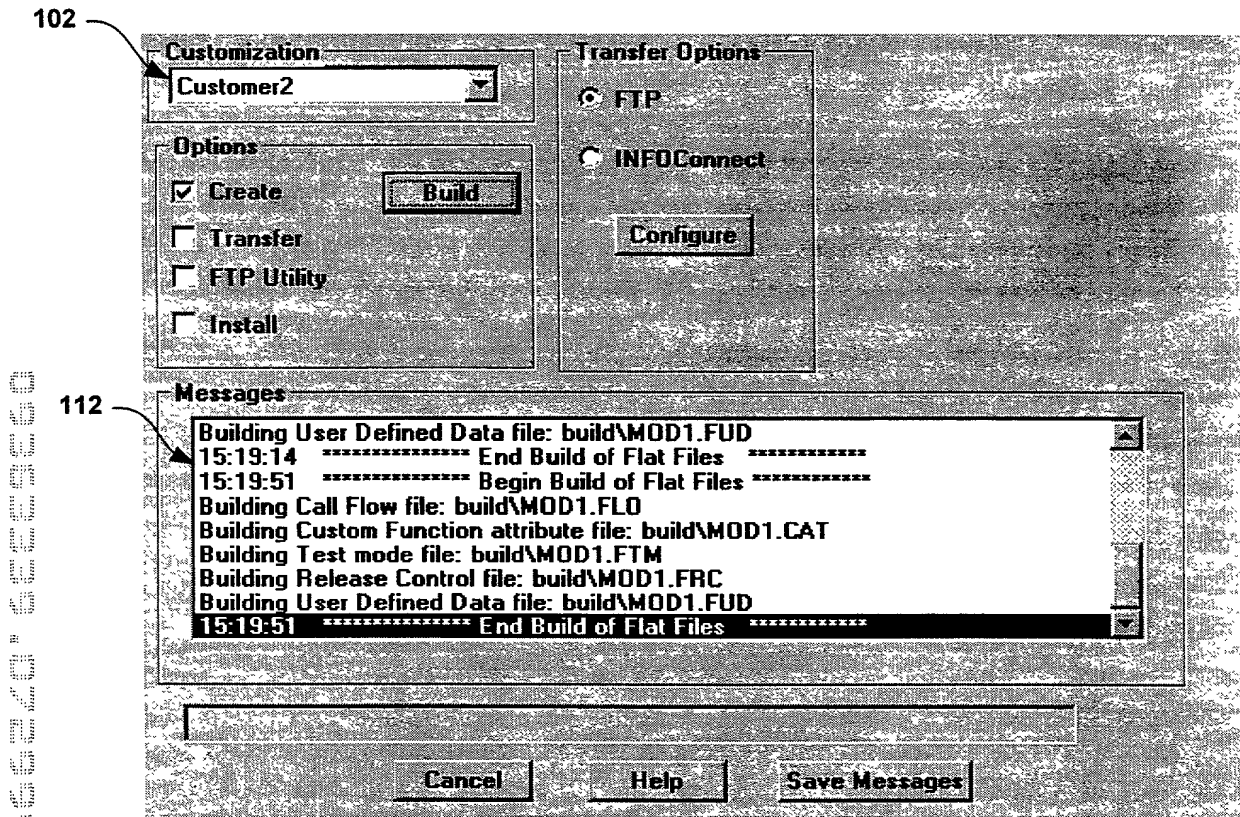 102
Customization
Customer2
Transfer Options
FTP
INFOConnect
Configure
Options
Create
Build
Transfer
FTP Utility
Install
112
Messages
Building User Defined Data file: build\MOD1.FUD
15:19:14 *************** End Build of Flat Files ************
15:19:51 *************** Begin Build of Flat Files ************
Building Call Flow file: build\MOD1.FLO
Building Custom Function attribute file: build\MOD1.CAT
Building Test mode file: build\MOD1.FTM
Building Release Control file: build\MOD1.FRC
Building User Defined Data file: build\MOD1.FUD
15:19:51 *************** End Build of Flat Files ************
Cancel
Help
Save Messages